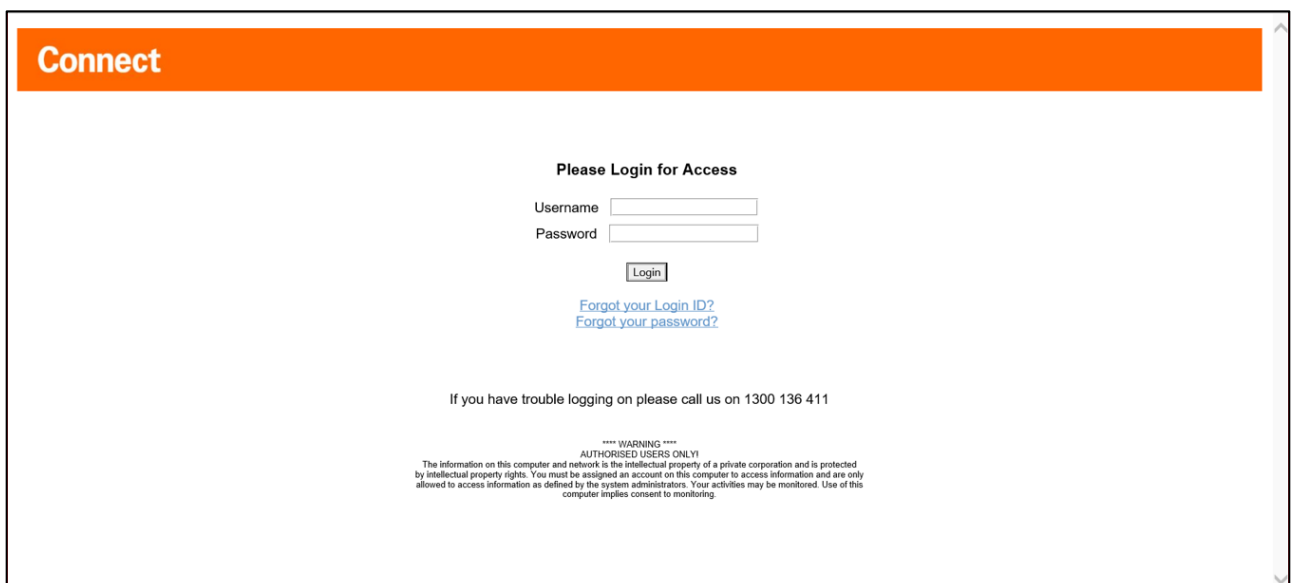 Connect
Please Login for Access
Username
Password
Login
Forgot your Login ID?
Forgot your password?
If you have trouble logging on please call us on 1300 136 411
**** WARNING ****
AUTHORISED USERS ONLY!
The information on this computer and network is the intellectual property of a private corporation and is protected
by intellectual property rights. You must be assigned an account on this computer to access information and are only
allowed to access information as defined by the system administrators. Your activities may be monitored. Use of this
computer implies consent to monitoring.